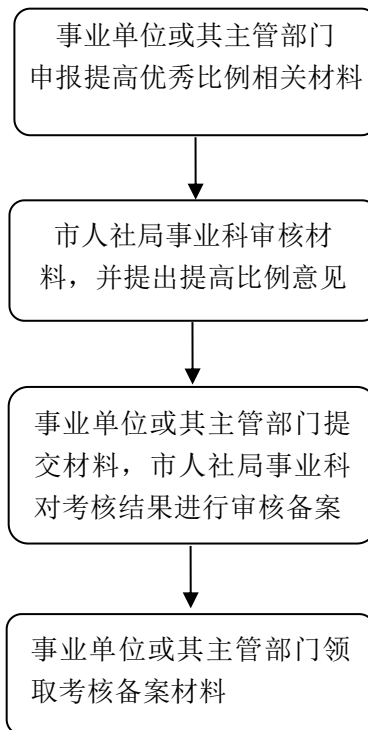 事业单位或其主管部门
申报提高优秀比例相关材料
市人社局事业科审核材
料，并提出提高比例意见
事业单位或其主管部门提
交材料，市人社局事业科
对考核结果进行审核备案
事业单位或其主管部门领
取考核备案材料